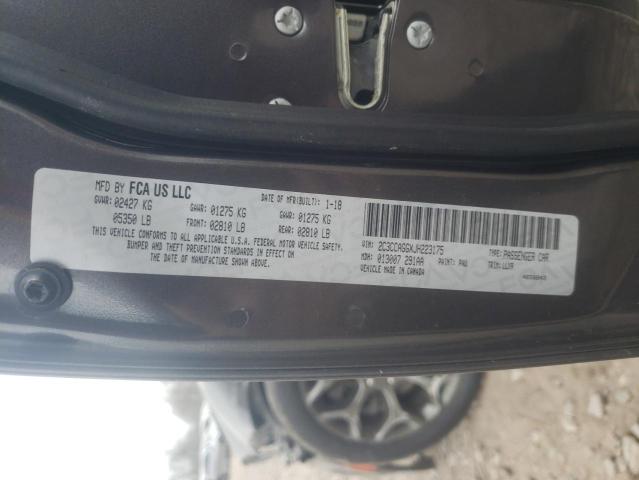 MFD BY FCA US LLC
DATE OF MFR(BUILT): 1-18
GVWR: 02427 KG
GAWR: 01275 KG
GAWR: 01275 KG
05350 LB
FRONT: 02810 LB
REAR: 02810 LB
THIS VEHICLE CONFORMS TO ALL APPLICABLE U.S.A. FEDERAL MOTOR VEHICLE SAFETY,
BUMPER AND THEFT PREVENTION STANDARDS IN EFFECT
ON THE DATE OF MANUFACTURE SHOWN ABOVE.
VIN: 2C3CCAGGXJH223175
TYPE: PASSENGER CAR
MDH: 013007 291AA
PAINT: PAU
TRIM:
VEHICLE MADE IN CANADA